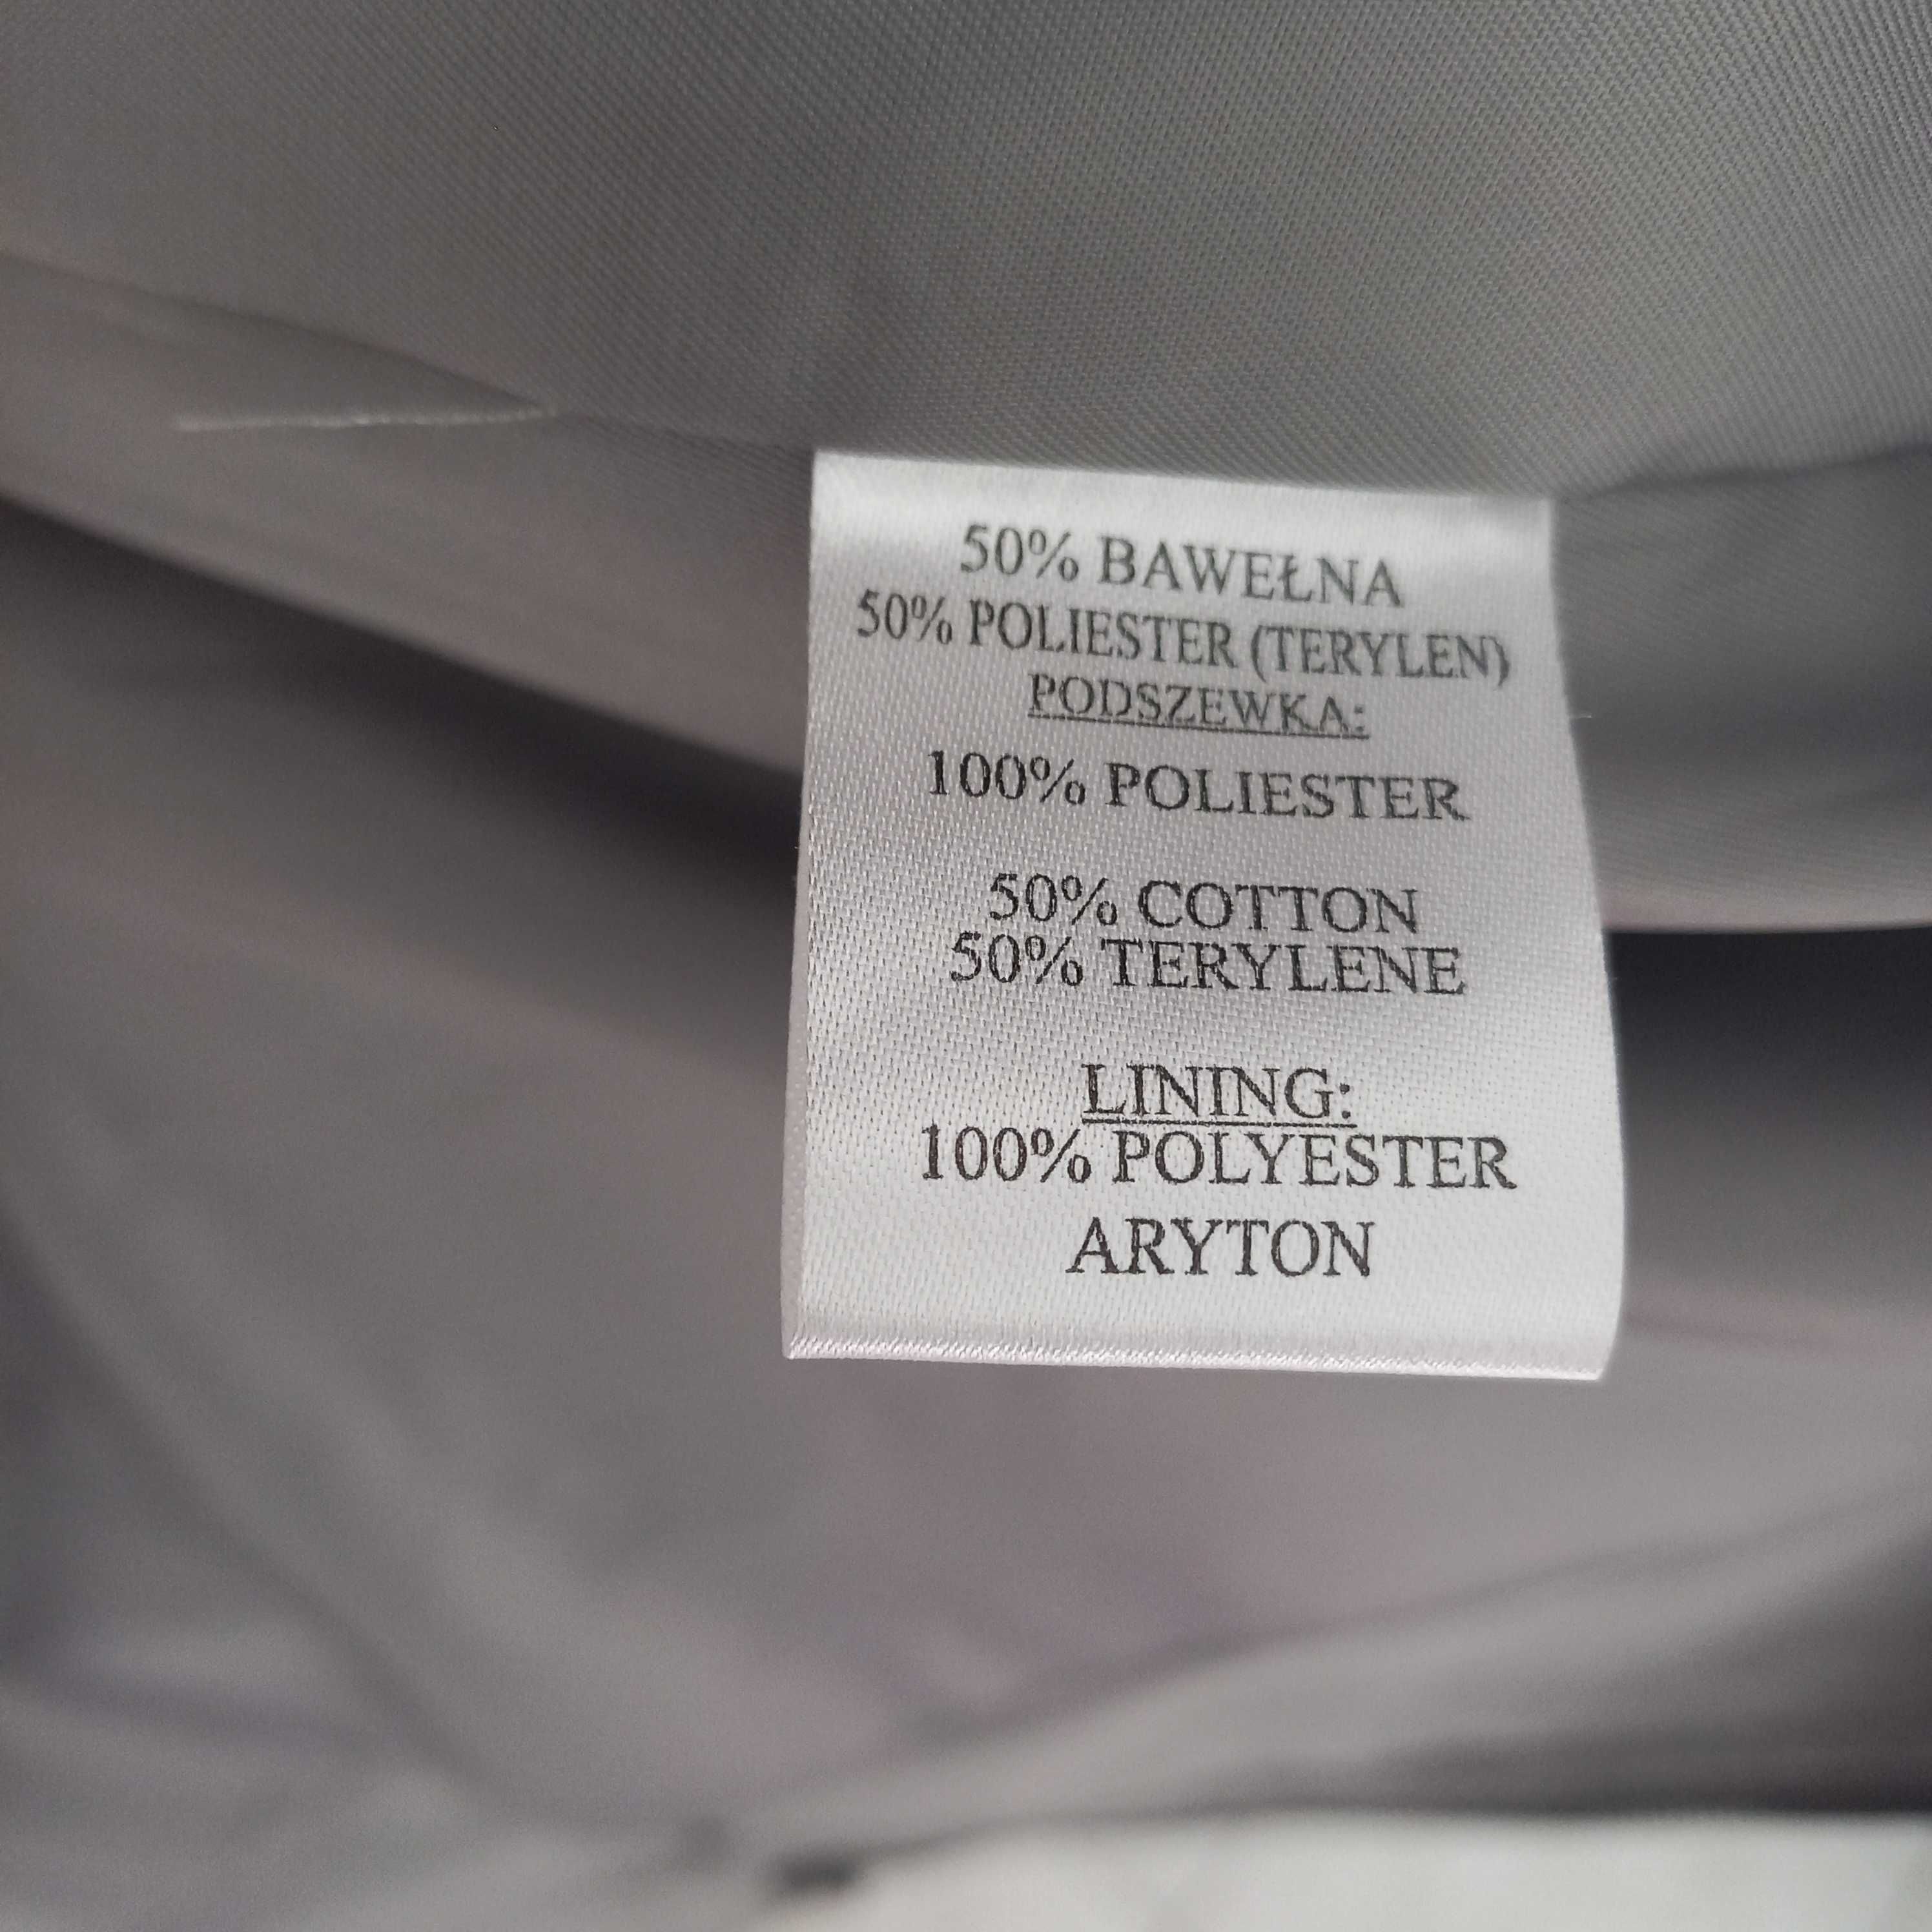 50% BAWEŁNA
50% POLIESTER (TERYLEN)
PODSZEWKA:
100% POLIESTER
50% COTTON
50% TERYLENE
LINING:
100% POLYESTER
ARYTON